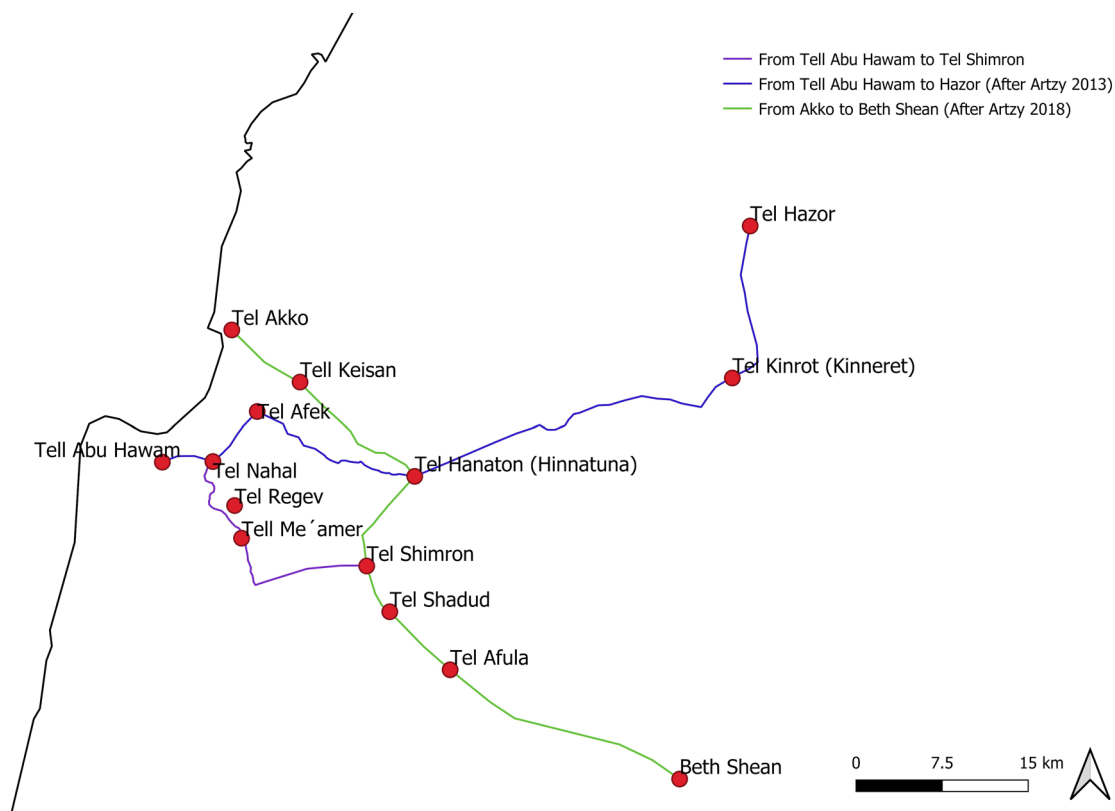 From Tell Abu Hawam to Tel Shimron
From Tell Abu Hawam to Hazor (After Artzy 2013)
From Akko to Beth Shean (After Artzy 2018)
Tel Hazor
Tel Akko
Tell Keisan
Tel Kinrot (Kinneret)
Tel Afek
Tell Abu Hawam
Tel Nahal
Tel Hanaton (Hinnatuna)
Tel Regev
Tell Me´amer
Tel Shimron
Tel Shadud
Tel Afula
Beth Shean
0 7.5 15 km